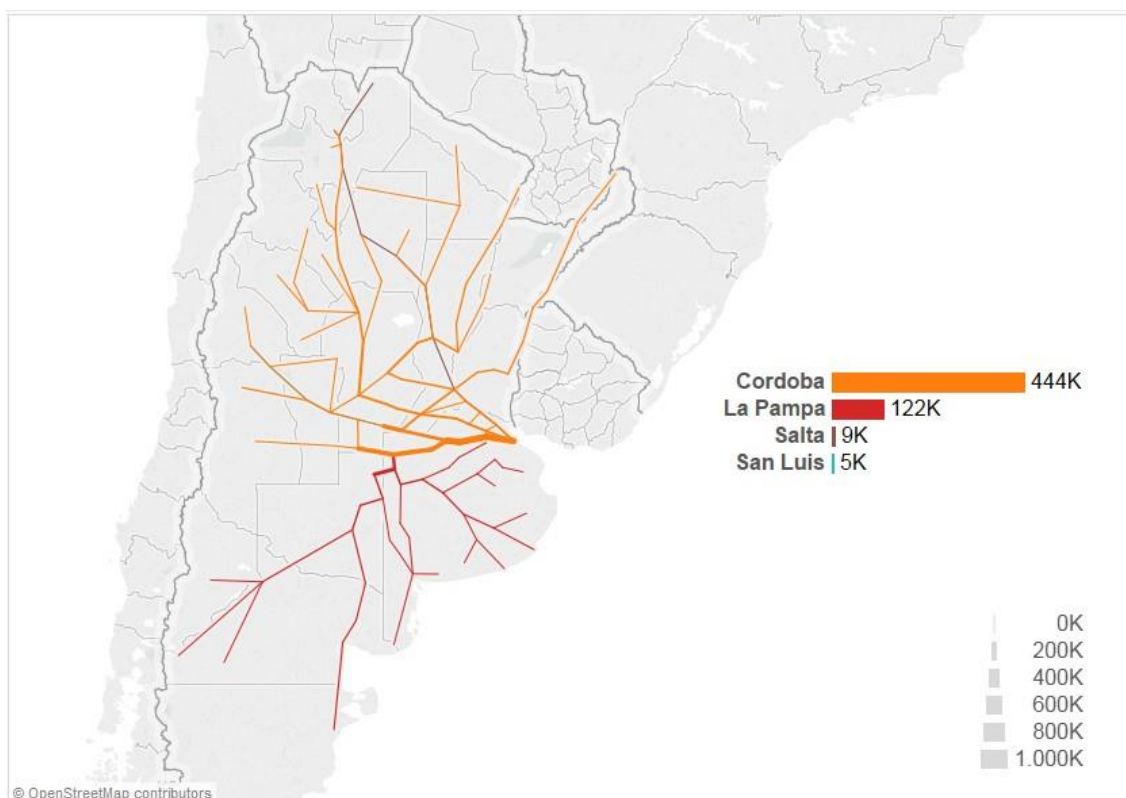 Cordoba 444K
La Pampa 122K
Salta 9K
San Luis 5K
0K
200K
400K
600K
800K
1.000K
© OpenStreetMap contributors